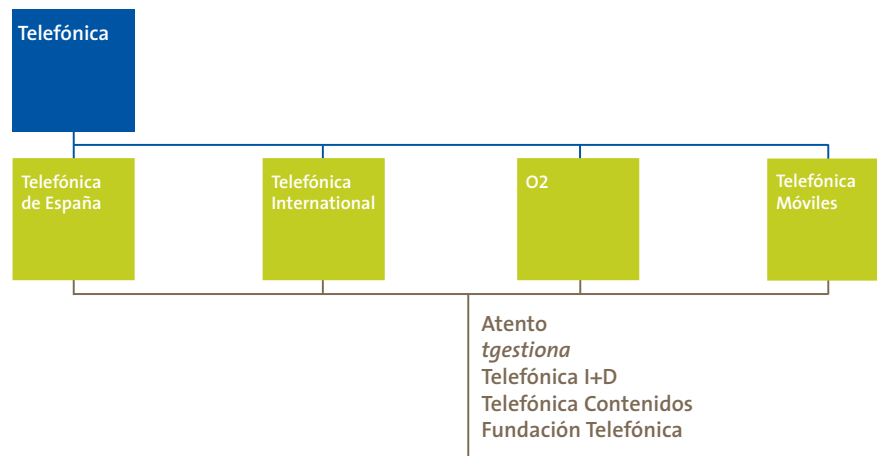 Telefónica
Telefónica
de España
Telefónica
International
O2
Telefónica
Móviles
Atento
tgestiona
Telefónica I+D
Telefónica Contenidos
Fundación Telefónica